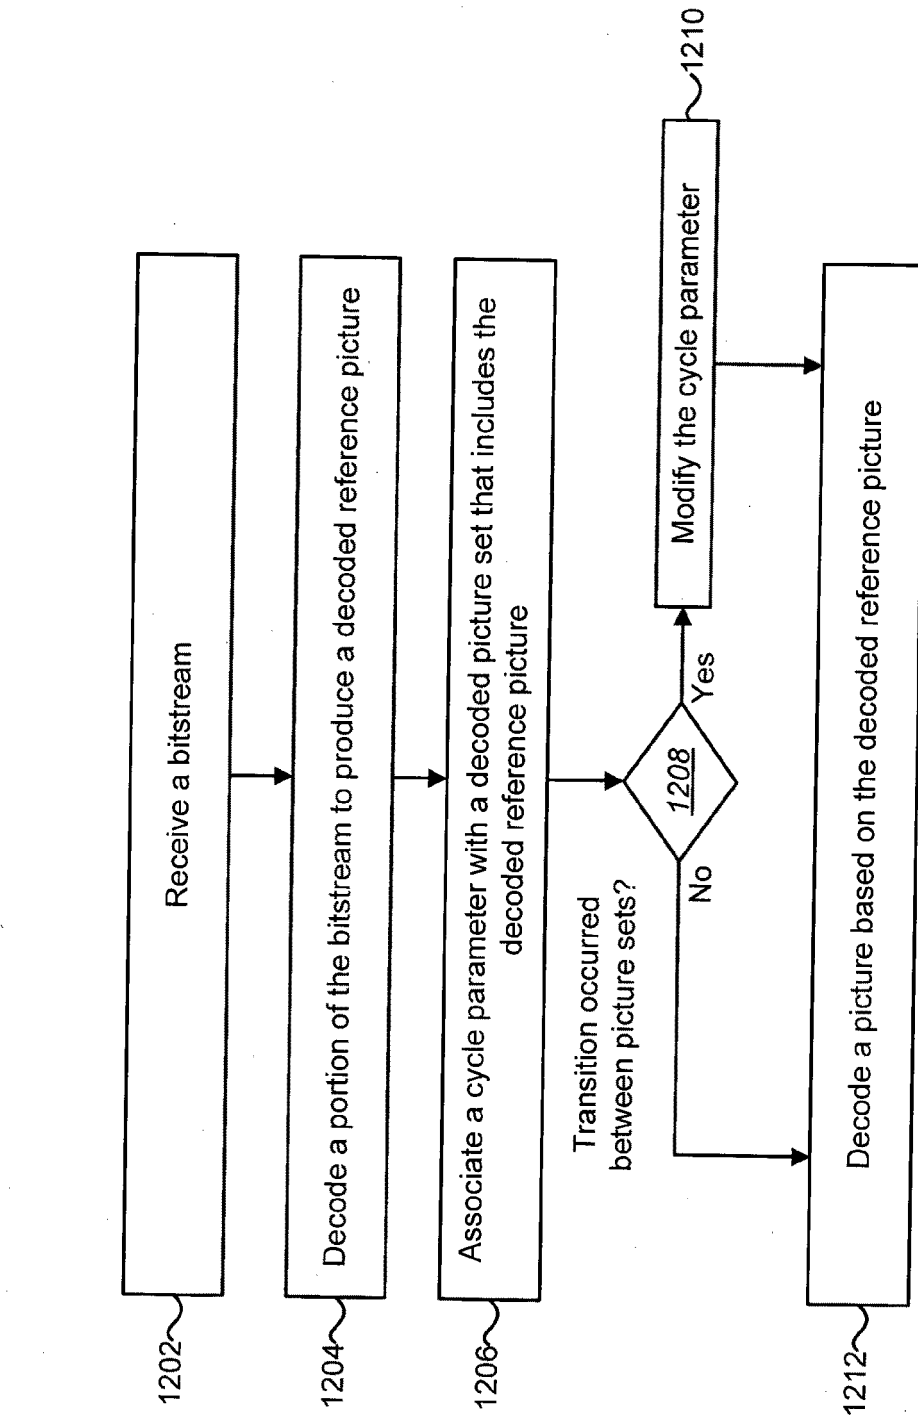 1202
Receive a bitstream
1204
Decode a portion of the bitstream to produce a decoded reference picture
1206
Associate a cycle parameter with a decoded picture set that includes the
decoded reference picture
Transition occurred
between picture sets?
1208
No
Yes
Modify the cycle parameter
1210
1212
Decode a picture based on the decoded reference picture